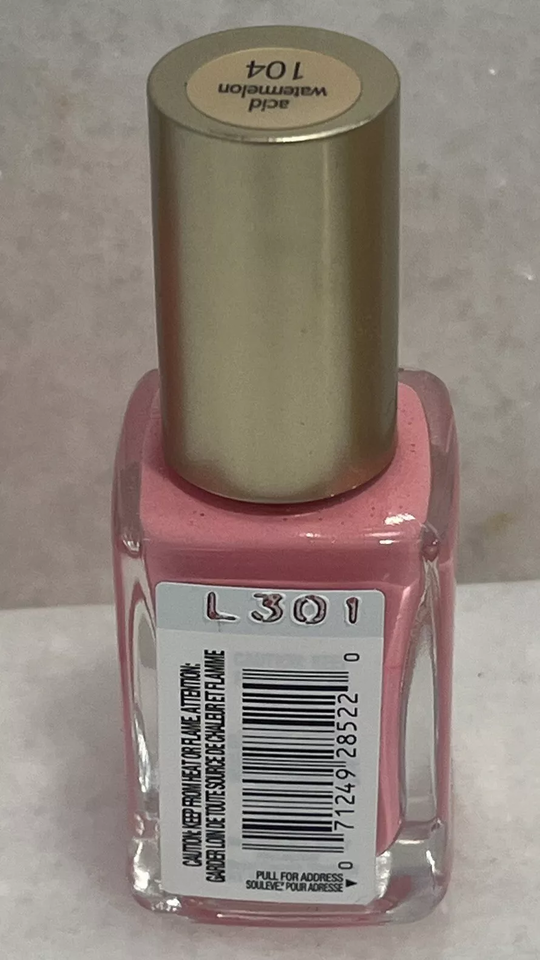 acid
watermelon
104
L301
CAUTION: KEEP FROM HEAT OR FLAME. ATTENTION:
GARDER LOIN DE TOUTE SOURCE DE CHALEUR ET FLAMME
0 71249 28522 0
PULL FOR ADDRESS
SOULEVEZ POUR ADRESSE